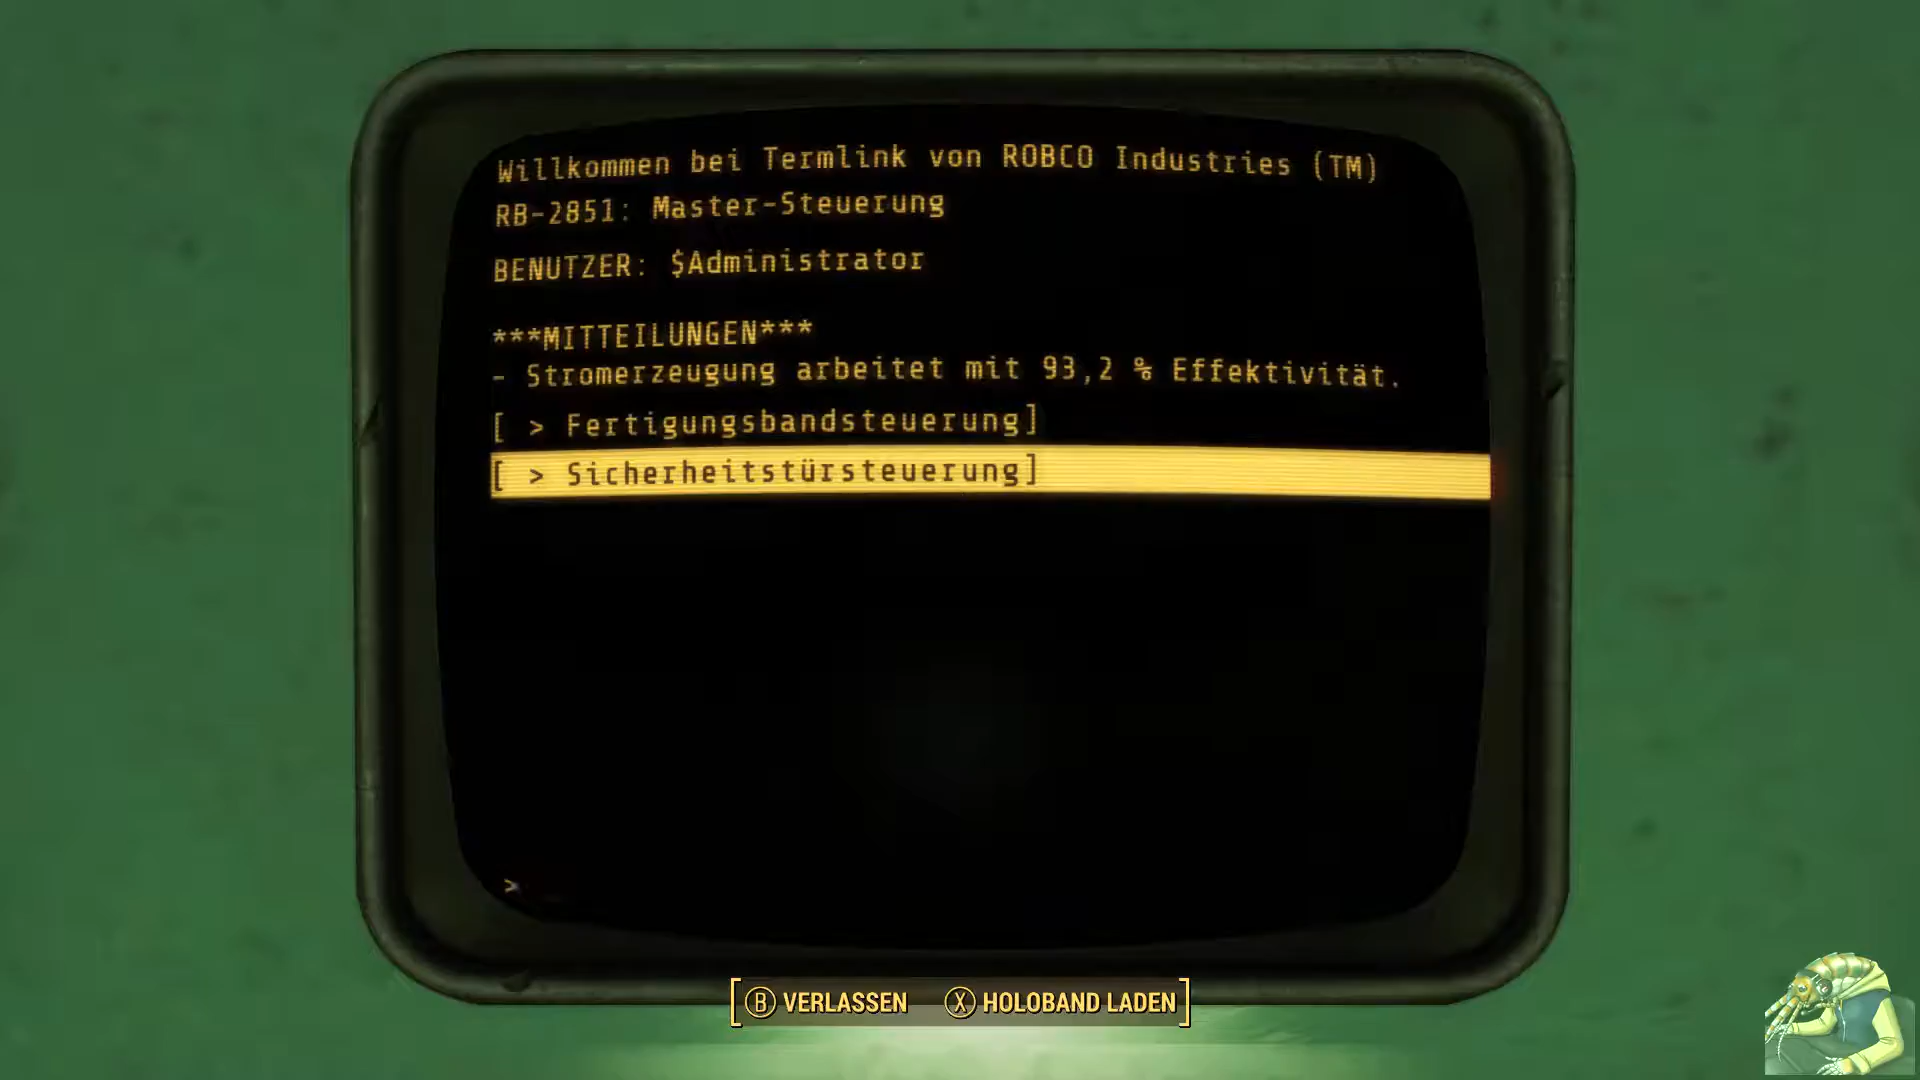 Willkommen bei Termlink von ROBCO Industries (TM)
RB-2851: Master-Steuerung
BENUTZER: $Administrator
***MITTEILUNGEN***
- Stromerzeugung arbeitet mit 93,2 % Effektivität.
[ > Fertigungsbandsteuerung]
[ > Sicherheitstürsteuerung]
>
[Ⓑ VERLASSEN Ⓧ HOLOBAND LADEN]